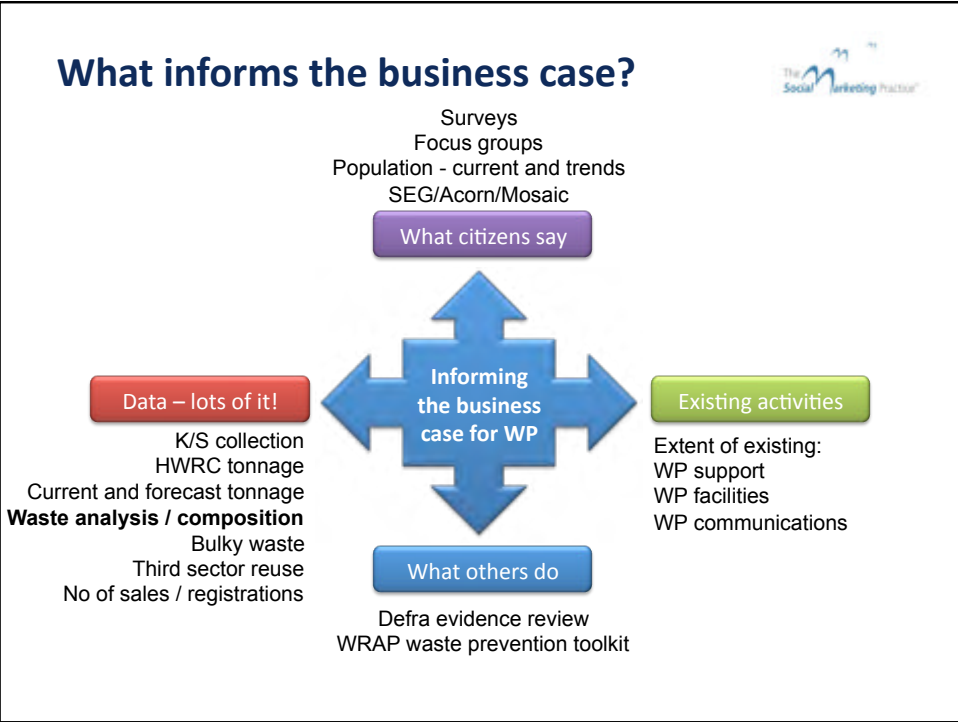 What informs the business case?
The
Social Marketing Practice
Surveys
Focus groups
Population - current and trends
SEG/Acorn/Mosaic
What citizens say
Informing
the business
case for WP
Data – lots of it!
K/S collection
HWRC tonnage
Current and forecast tonnage
Waste analysis / composition
Bulky waste
Third sector reuse
No of sales / registrations
Existing activities
Extent of existing:
WP support
WP facilities
WP communications
What others do
Defra evidence review
WRAP waste prevention toolkit